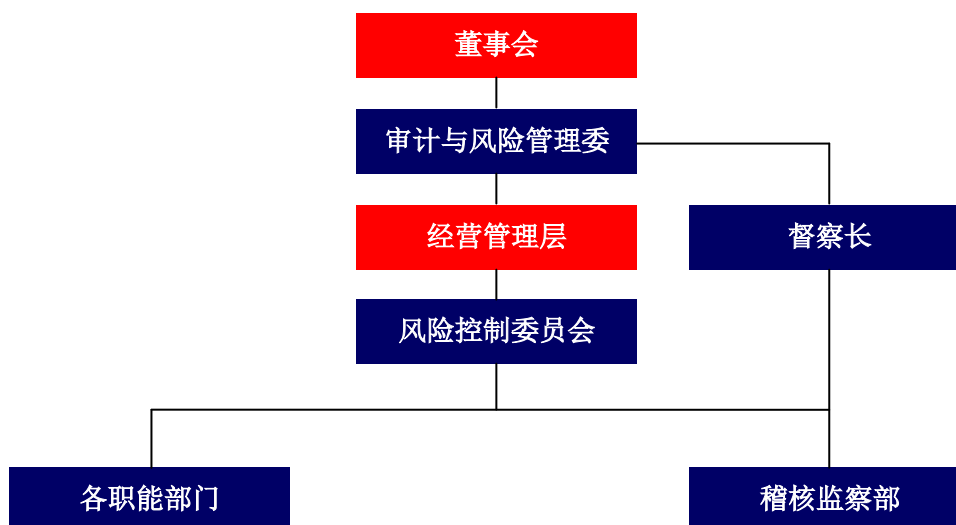 董事会
审计与风险管理委
经营管理层
督察长
风险控制委员会
各职能部门
稽核监察部